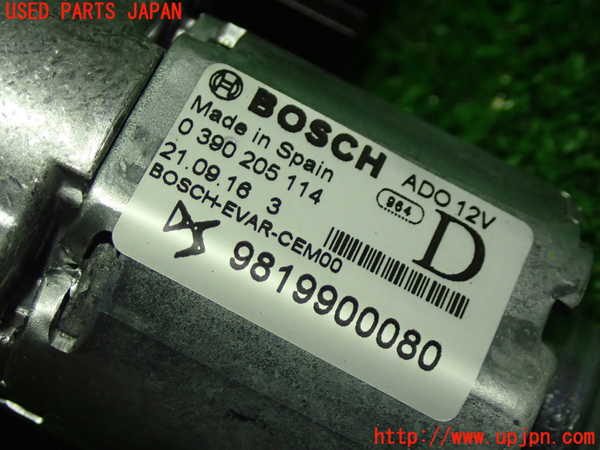 USED PARTS JAPAN
BOSCH
Made in Spain
ADO 12V
0 390 205 114
964
21.09.16 3
D
BOSCH-EVAR-CEM00
9819900080
http://www.upjpn.com/